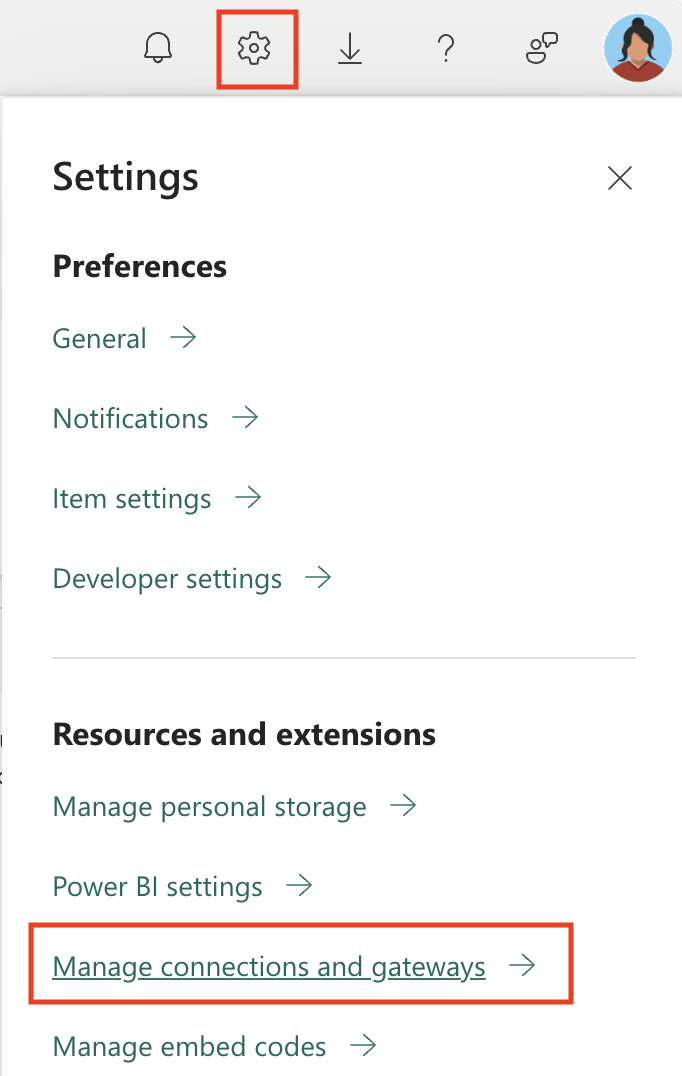 Settings
Preferences
General
Notifications
Item settings
Developer settings
Resources and extensions
Manage personal storage
Power BI settings
Manage connections and gateways
Manage embed codes